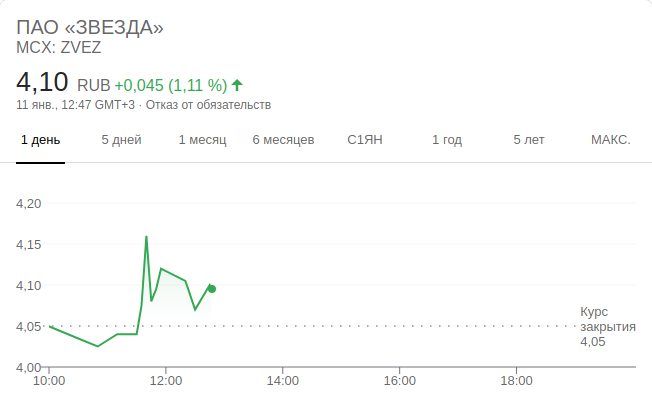 ПАО «ЗВЕЗДА»
MCX: ZVEZ
4,10 RUB +0,045 (1,11 %)
11 янв., 12:47 GMT+3 · Отказ от обязательств
1 день 5 дней 1 месяц 6 месяцев С1ЯН 1 год 5 лет МАКС.
4,20
4,15
4,10
4,05
4,00
Курс
закрытия
4,05
10:00 12:00 14:00 16:00 18:00